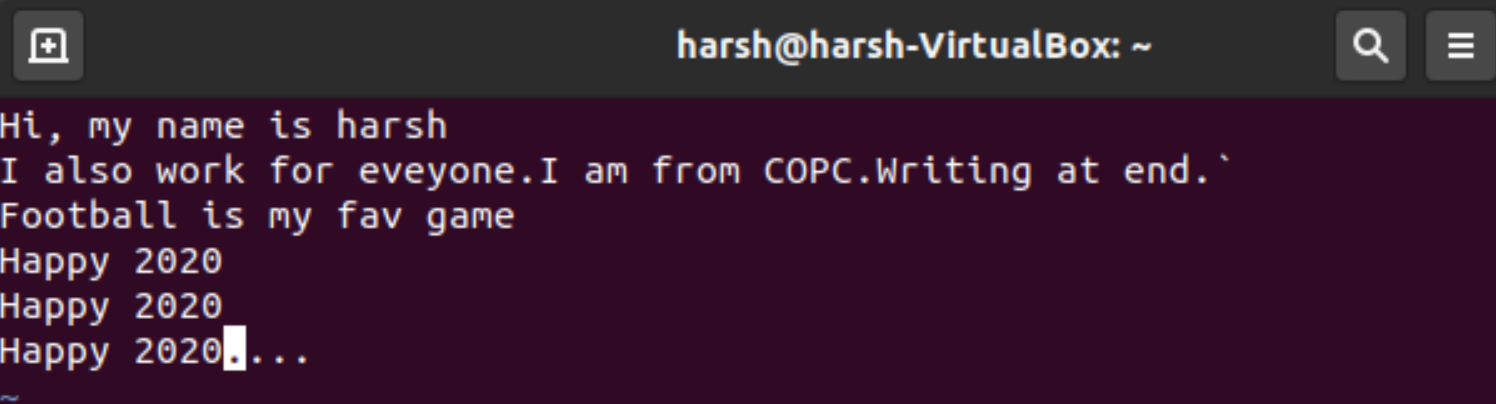 harsh@harsh-VirtualBox: ~
Hi, my name is harsh
I also work for eveyone.I am from COPC.Writing at end.`
Football is my fav game
Happy 2020
Happy 2020
Happy 2020....
~